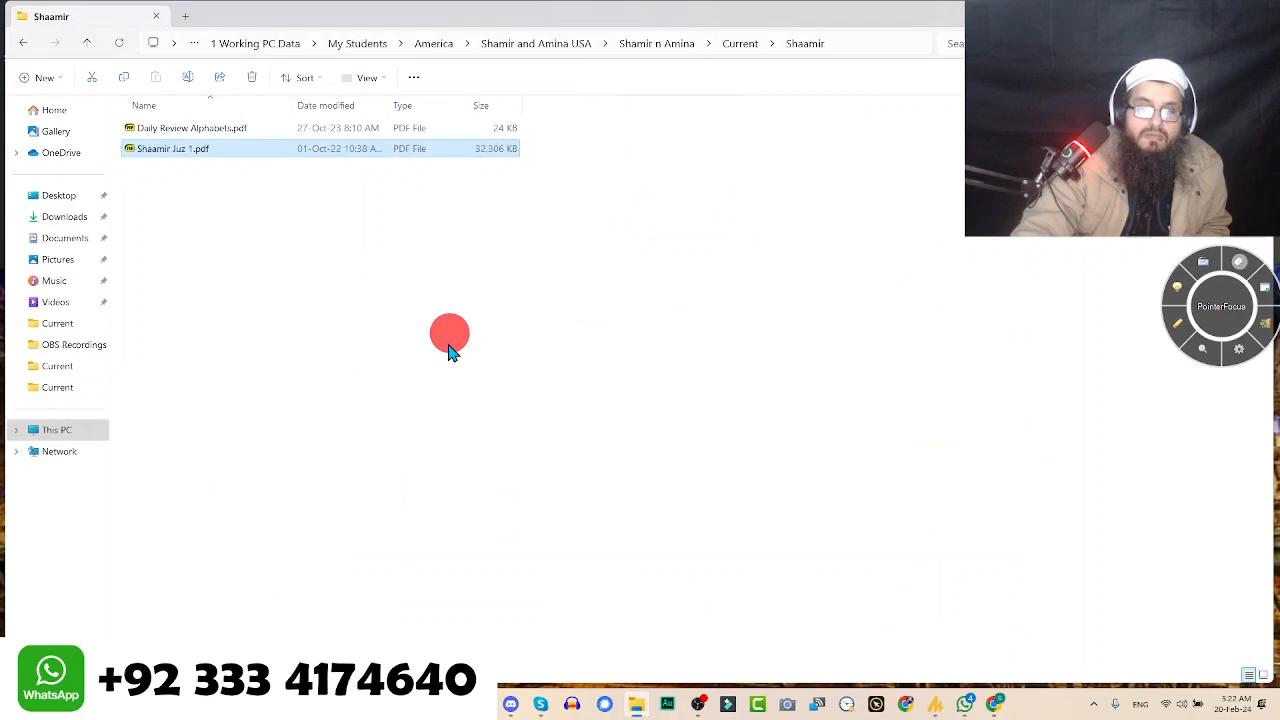 Shaamir
1 Working PC Data > My Students > America > Shamir and Amina USA > Shamir n Amina > Current > Shaamir
Sea
New
Sort
View
Name Date modified Type Size
Daily Review Alphabets.pdf 27-Oct-23 8:10 AM PDF File 24 KB
Shaamir Juz 1.pdf 01-Oct-22 10:38 A... PDF File 32,306 KB
Home
Gallery
OneDrive
Desktop
Downloads
Documents
Pictures
Music
Videos
Current
OBS Recordings
Current
Current
This PC
Network
PointerFocus
WhatsApp
+92 333 4174640
Au
4
G
5:22 AM
20-Feb-24